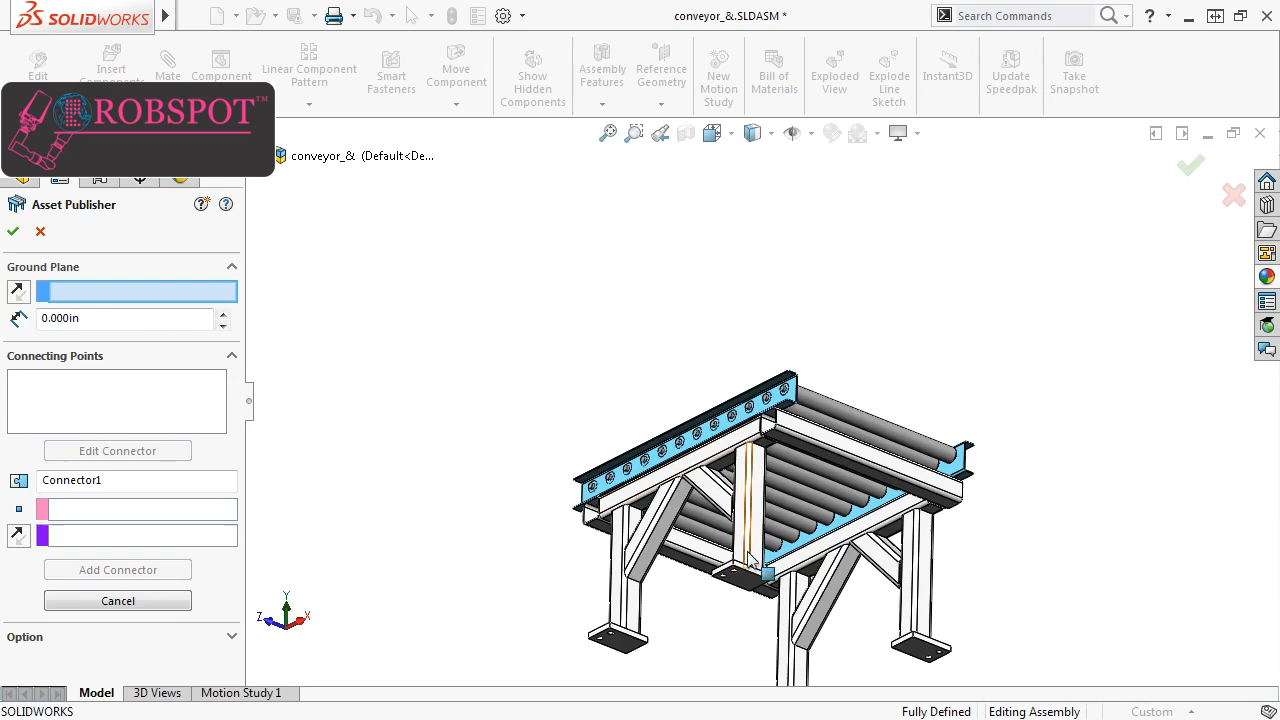 SOLIDWORKS
conveyor_&.SLDASM *
Search Commands
Edit
Insert Components
Mate
Component
Linear Component Pattern
Smart Fasteners
Move Component
Show Hidden Components
Assembly Features
Reference Geometry
New Motion Study
Bill of Materials
Exploded View
Explode Line Sketch
Instant3D
Update Speedpak
Take Snapshot
ROBSPOT™
conveyor_& (Default<De...
Asset Publisher
Ground Plane
0.000in
Connecting Points
Edit Connector
Connector1
Add Connector
Cancel
Option
Y
Z
X
Model
3D Views
Motion Study 1
SOLIDWORKS
Fully Defined
Editing Assembly
Custom